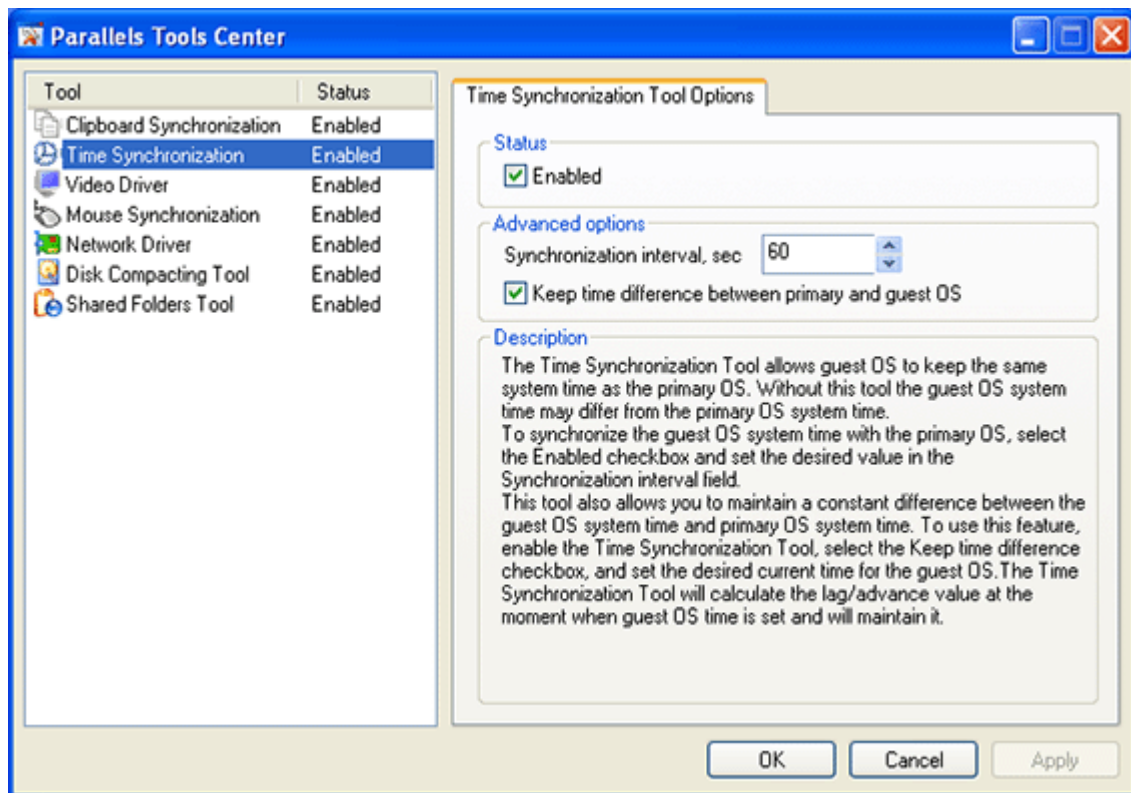 Parallels Tools Center
Tool Status
Clipboard Synchronization Enabled
Time Synchronization Enabled
Video Driver Enabled
Mouse Synchronization Enabled
Network Driver Enabled
Disk Compacting Tool Enabled
Shared Folders Tool Enabled
Time Synchronization Tool Options
Status
Enabled
Advanced options
Synchronization interval, sec 60
Keep time difference between primary and guest OS
Description
The Time Synchronization Tool allows guest OS to keep the same
system time as the primary OS. Without this tool the guest OS system
time may differ from the primary OS system time.
To synchronize the guest OS system time with the primary OS, select
the Enabled checkbox and set the desired value in the
Synchronization interval field.
This tool also allows you to maintain a constant difference between the
guest OS system time and primary OS system time. To use this feature,
enable the Time Synchronization Tool, select the Keep time difference
checkbox, and set the desired current time for the guest OS.The Time
Synchronization Tool will calculate the lag/advance value at the
moment when guest OS time is set and will maintain it.
OK Cancel Apply